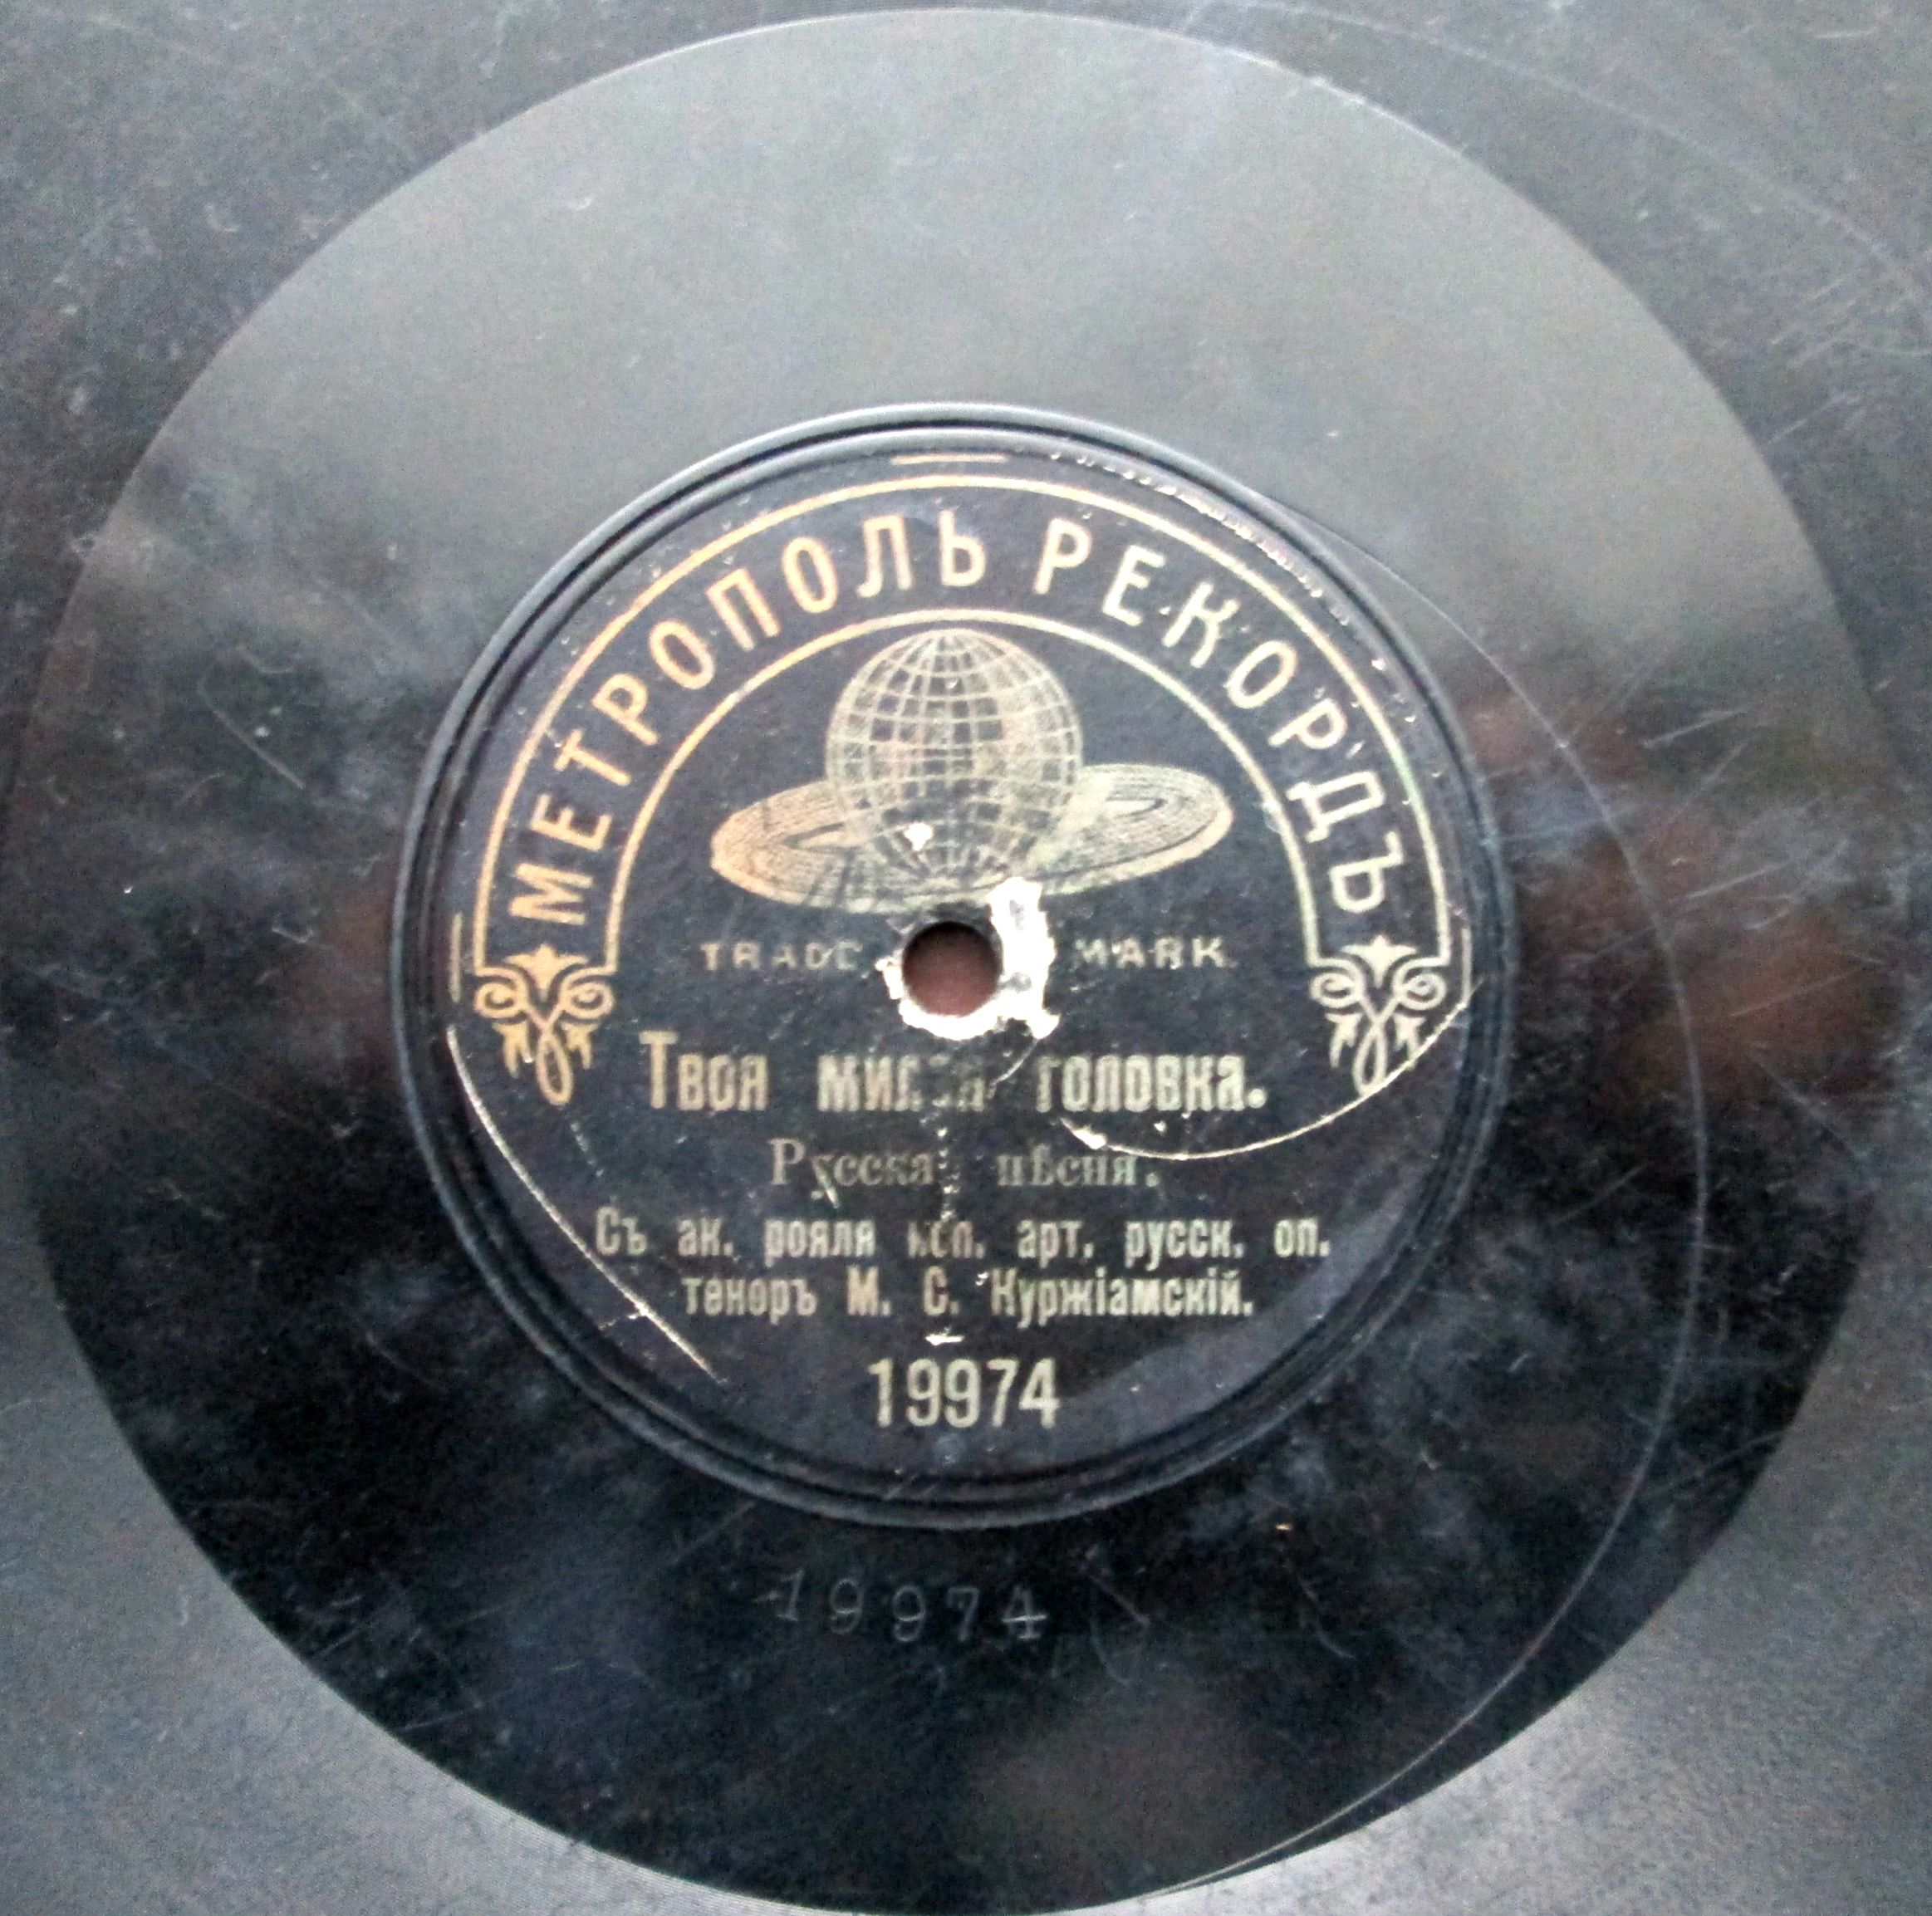 МЕТРОПОЛЬ РЕКОРДЪ
TRADE MARK
Твоя милая головка.
Русская пѣсня.
Съ ак. рояля исп. арт. русск. оп.
теноръ М. С. Куржіамскій.
19974
19974